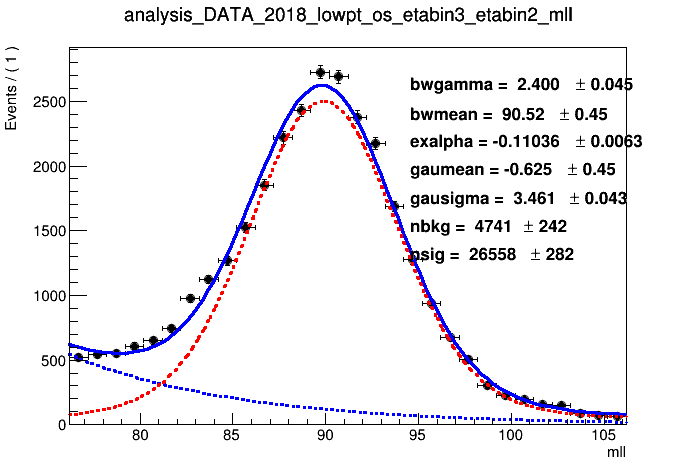 analysis_DATA_2018_lowpt_os_etabin3_etabin2_mll
Events / ( 1 )
bwgamma = 2.400 ± 0.045
bwmean = 90.52 ± 0.45
exalpha = -0.11036 ± 0.0063
gaumean = -0.625 ± 0.45
gausigma = 3.461 ± 0.043
nbkg = 4741 ± 242
nsig = 26558 ± 282
2500
2000
1500
1000
500
0
80 85 90 95 100 105
mll